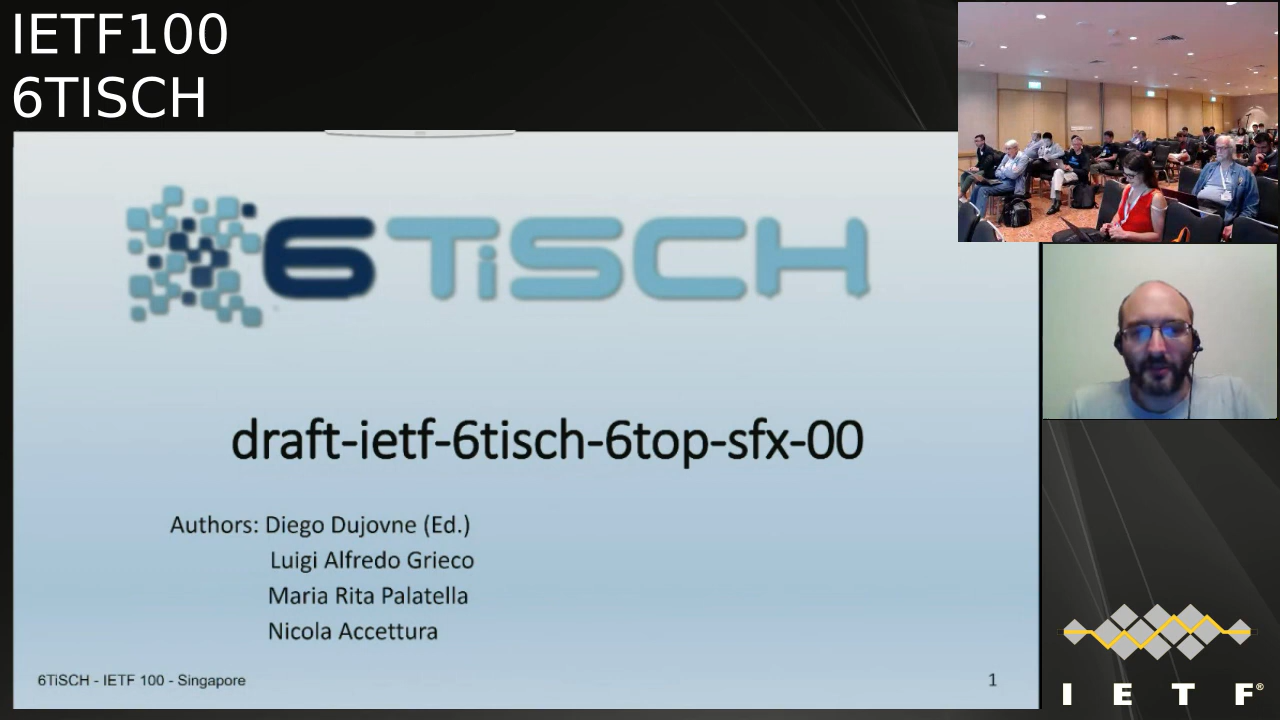 IETF100
6TISCH
6TiSCH
draft-ietf-6tisch-6top-sfx-00
Authors: Diego Dujovne (Ed.)
Luigi Alfredo Grieco
Maria Rita Palatella
Nicola Accettura
6TiSCH - IETF 100 - Singapore
1
I E T F®